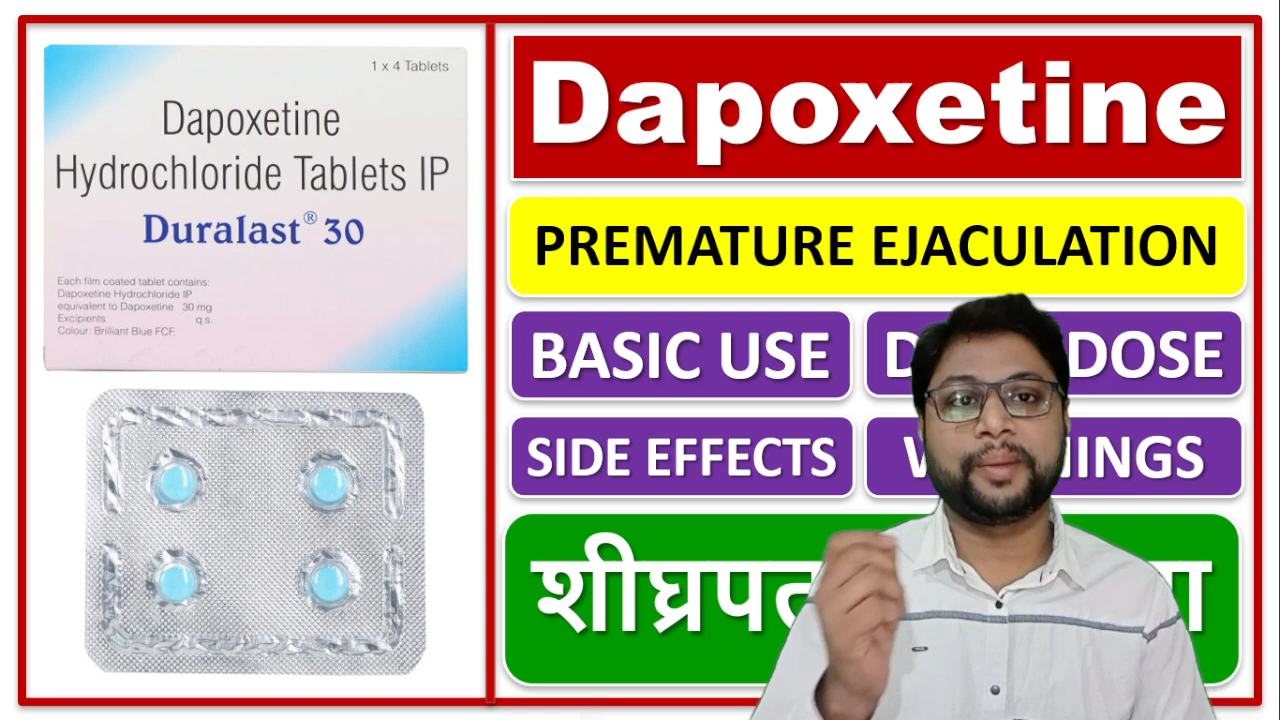 1 x 4 Tablets
Dapoxetine
Hydrochloride Tablets IP
Duralast® 30
Each film coated tablet contains:
Dapoxetine Hydrochloride IP
equivalent to Dapoxetine 30 mg
Excipients q.s.
Colour: Brilliant Blue FCF.
Dapoxetine
PREMATURE EJACULATION
BASIC USE
DOSE
SIDE EFFECTS